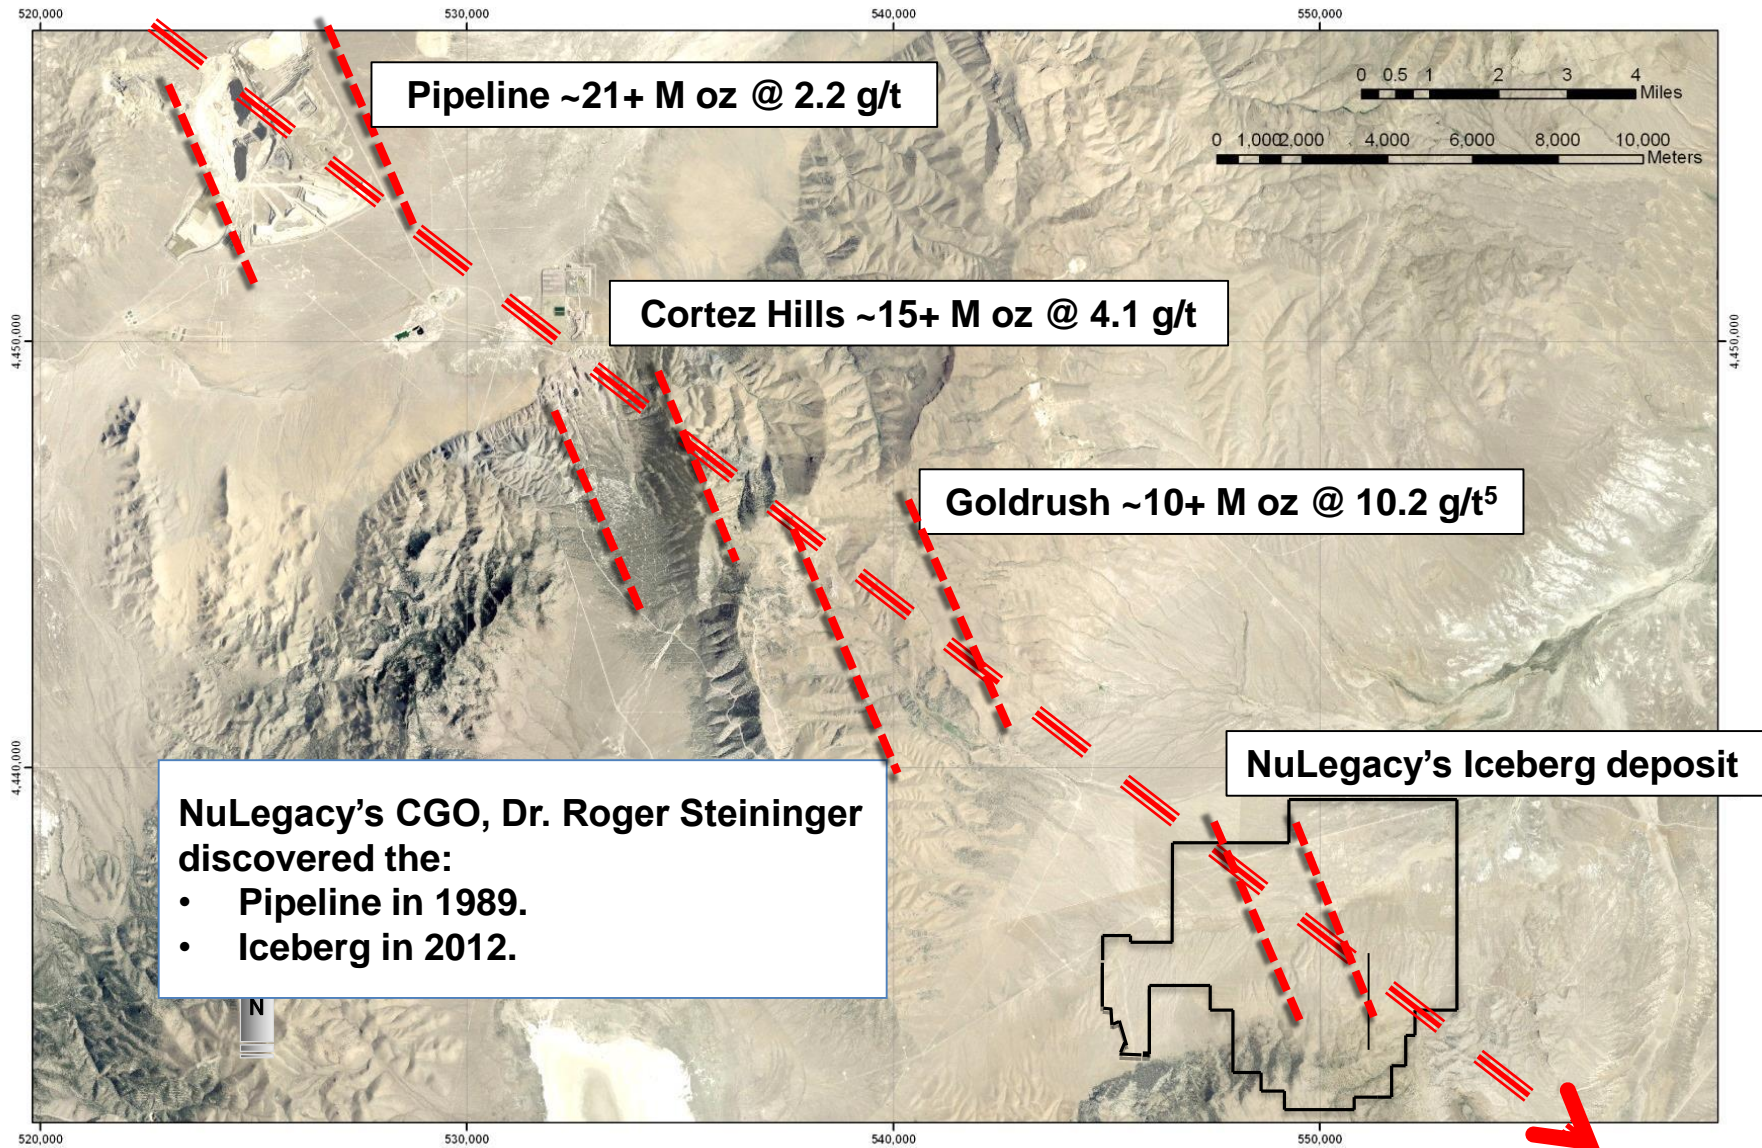 520,000 530,000 540,000 550,000
Pipeline ~21+ M oz @ 2.2 g/t
0 0.5 1 2 3 4
Miles
0 1,000 2,000 4,000 6,000 8,000 10,000
Meters
Cortez Hills ~15+ M oz @ 4.1 g/t
4,450,000 4,450,000
Goldrush ~10+ M oz @ 10.2 g/t⁵
NuLegacy's Iceberg deposit
4,440,000
NuLegacy's CGO, Dr. Roger Steininger
discovered the:
• Pipeline in 1989.
• Iceberg in 2012.
N
520,000 530,000 540,000 550,000